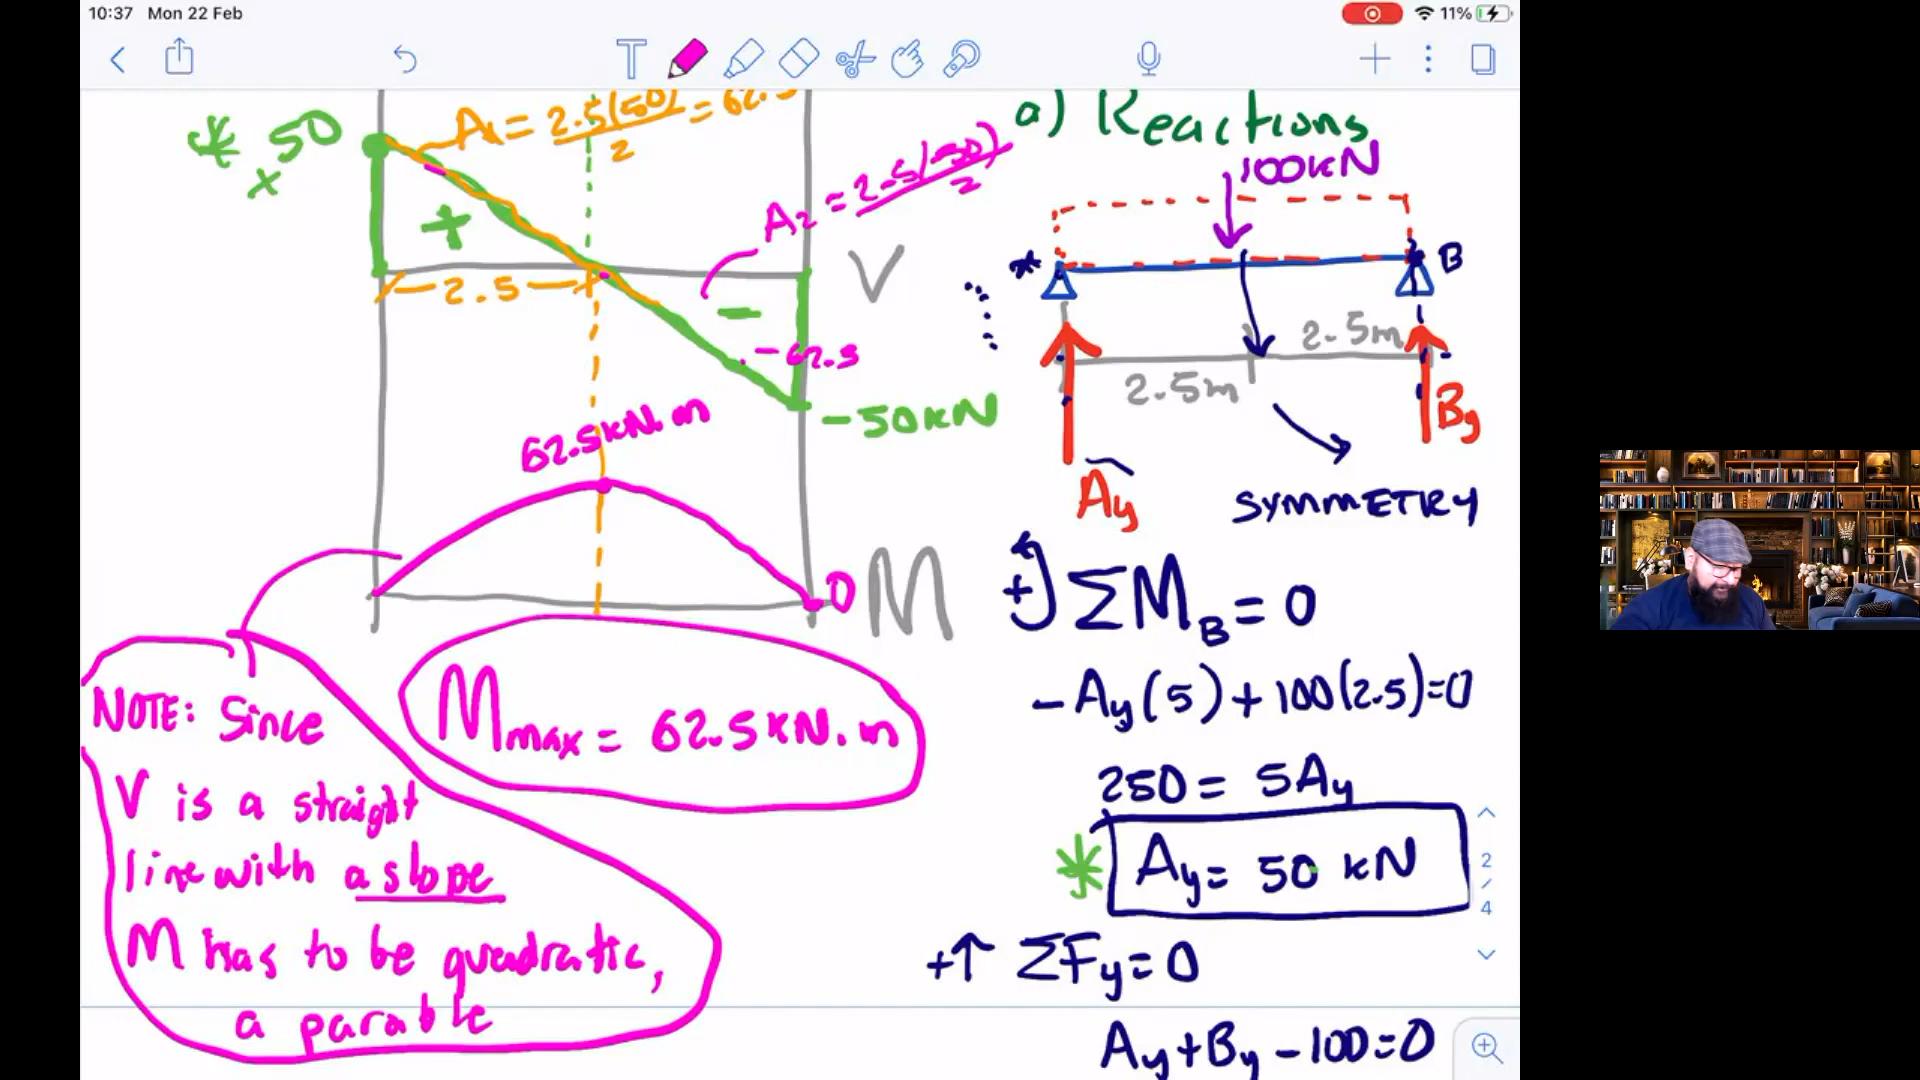 10:37 Mon 22 Feb
11%
T
* 50
x
A1 = 2.5(50)/2 = 62.5
+
2.5
A2 = 2.5(-50)/2
V
-
-62.5
-50kN
62.5kN.m
0
M
Mmax = 62.5kN.m
NOTE: Since
V is a straight
line with a slope
M has to be quadratic,
a parable
a) Reactions
100kN
*
B
2.5m
2.5m
By
Ay
SYMMETRY
+ ΣMB = 0
-Ay(5)+100(2.5)=0
250 = 5Ay
* Ay = 50 kN
+↑ ΣFy=0
Ay+By-100=0
2
/
4